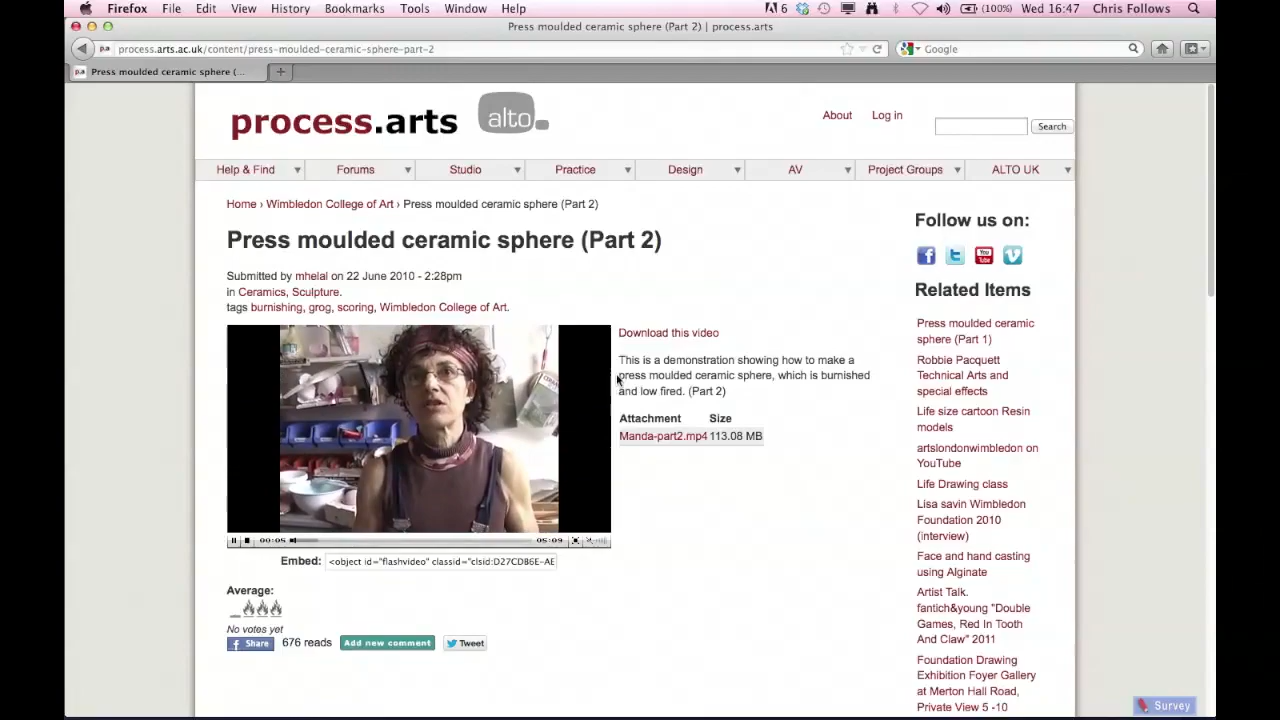 Firefox File Edit View History Bookmarks Tools Window Help 6 (100%) Wed 16:47 Chris Follows
Press moulded ceramic sphere (Part 2) | process.arts
process.arts.ac.uk/content/press-moulded-ceramic-sphere-part-2 Google
Press moulded ceramic sphere (...
process.arts alto
About Log in Search
Help & Find Forums Studio Practice Design AV Project Groups ALTO UK
Home › Wimbledon College of Art › Press moulded ceramic sphere (Part 2)
Press moulded ceramic sphere (Part 2)
Submitted by mhelal on 22 June 2010 - 2:28pm
in Ceramics, Sculpture.
tags burnishing, grog, scoring, Wimbledon College of Art.
Download this video
This is a demonstration showing how to make a
press moulded ceramic sphere, which is burnished
and low fired. (Part 2)
Attachment Size
Manda-part2.mp4 113.08 MB
00:05 05:09
Embed: <object id="flashvideo" classid="clsid:D27CDB6E-AE
Average:
No votes yet
Share 676 reads Add new comment Tweet
Follow us on:
You Tube
Related Items
Press moulded ceramic
sphere (Part 1)
Robbie Pacquett
Technical Arts and
special effects
Life size cartoon Resin
models
artslondonwimbledon on
YouTube
Life Drawing class
Lisa savin Wimbledon
Foundation 2010
(interview)
Face and hand casting
using Alginate
Artist Talk.
fantich&young "Double
Games, Red In Tooth
And Claw" 2011
Foundation Drawing
Exhibition Foyer Gallery
at Merton Hall Road,
Private View 5 -10
Survey